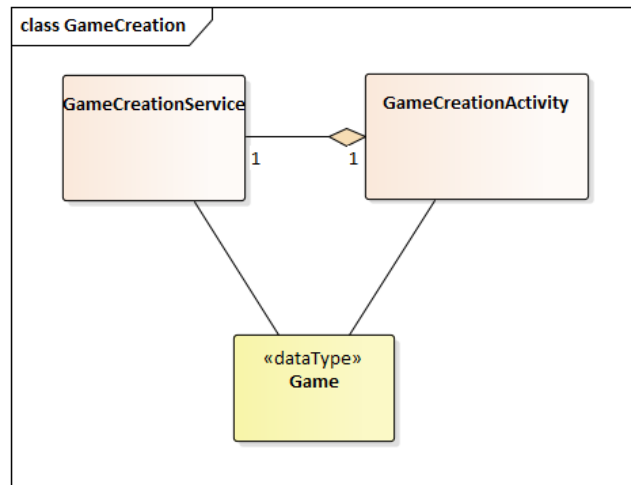 class GameCreation
GameCreationService
GameCreationActivity
1
1
«dataType»
Game